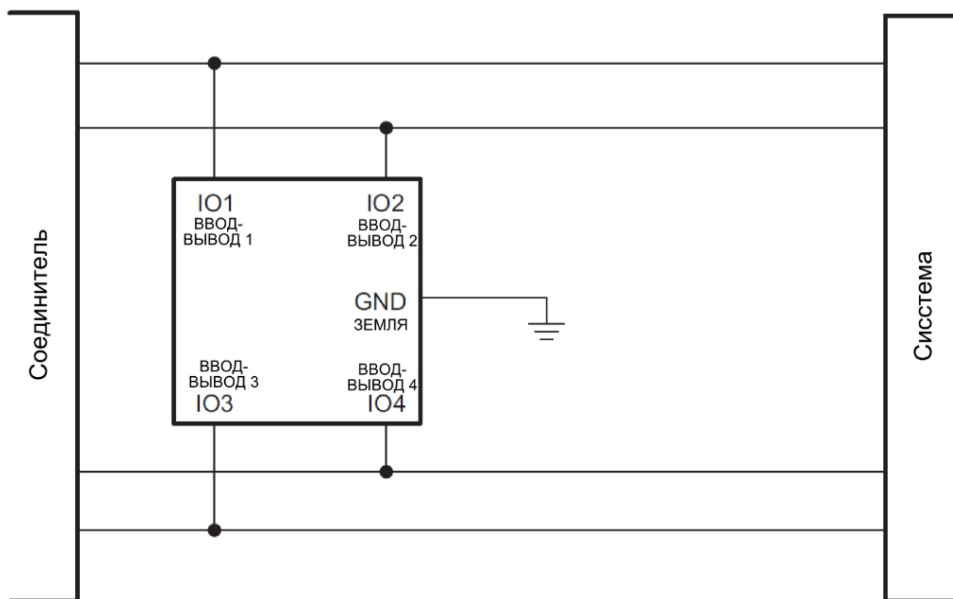 Соединитель
IO1
ВВОД-
ВЫВОД 1
IO2
ВВОД-
ВЫВОД 2
GND
ЗЕМЛЯ
ВВОД-
ВЫВОД 3
IO3
ВВОД-
ВЫВОД 4
IO4
Сисстема